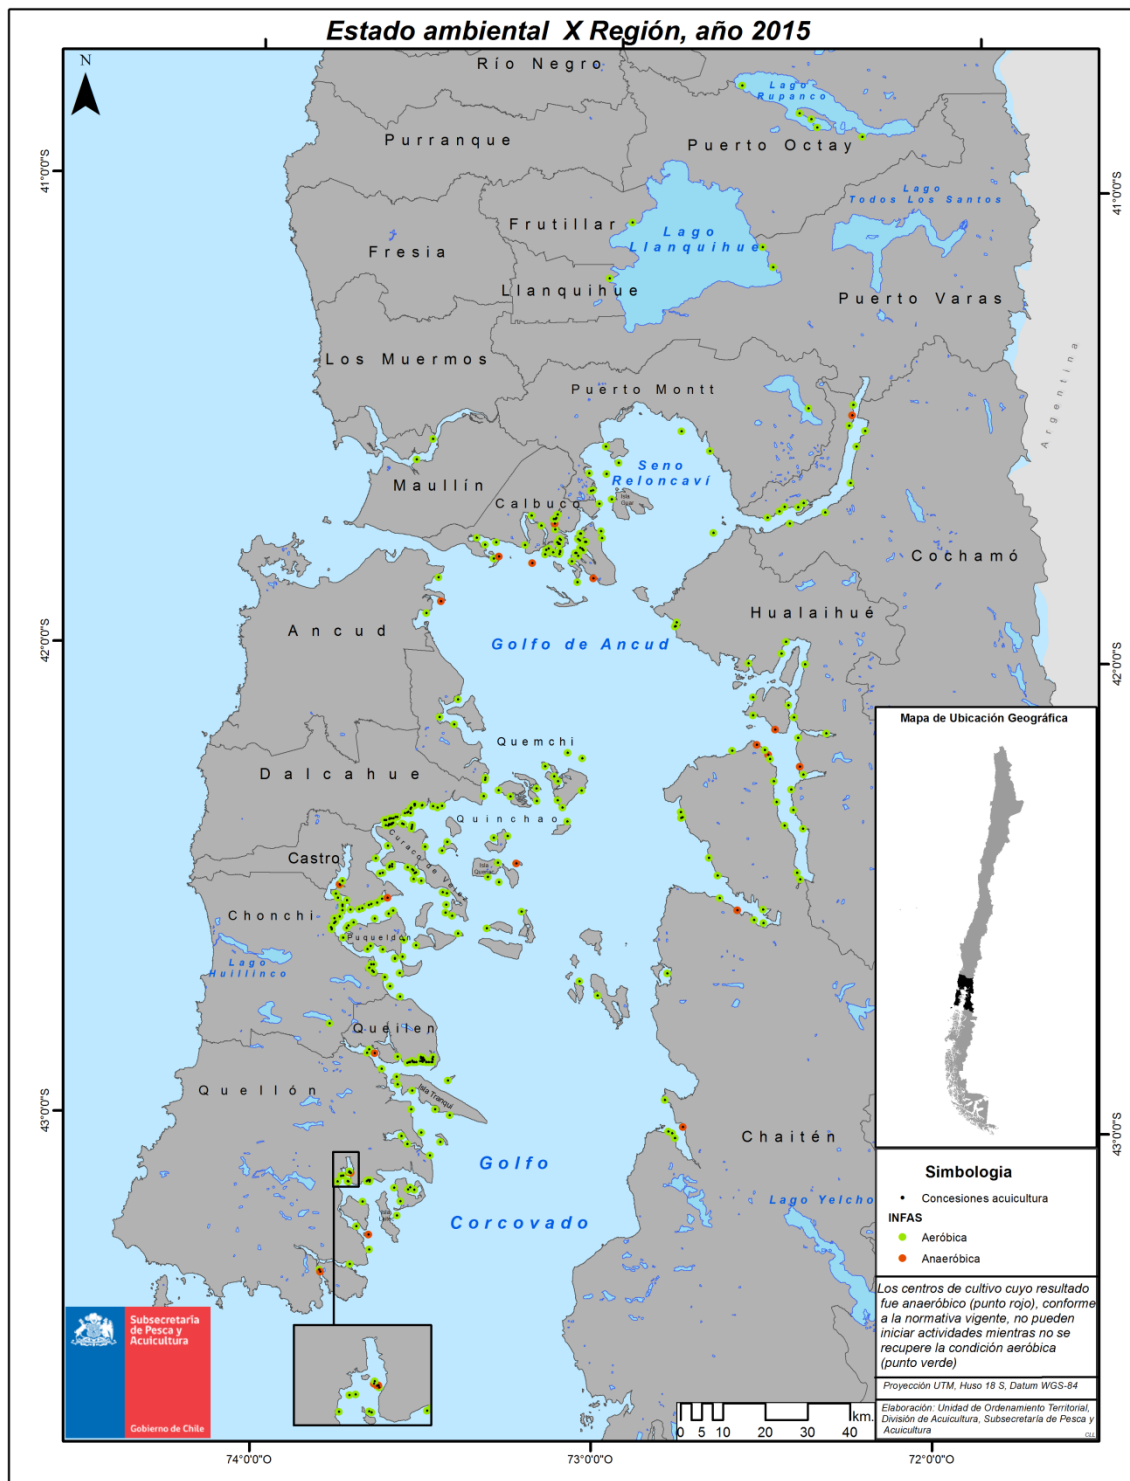 Estado ambiental X Región, año 2015
N
Río Negro
Lago
Rupanco
Purranque
Puerto Octay
41°0'0"S
41°0'0"S
Lago
Todos Los Santos
Frutillar
Lago
Llanquihue
Fresia
Llanquihue
Puerto Varas
Los Muermos
Argentina
Puerto Montt
Seno
Reloncaví
Maullín
Isla
Guar
Calbuco
Cochamó
Hualaihué
Ancud
Golfo de Ancud
42°0'0"S
42°0'0"S
Mapa de Ubicación Geográfica
Quemchi
Dalcahue
Quinchao
Curaco de Velez
Castro
Isla
Quenac
Chonchi
Puqueldón
Lago
Huillinco
Queilen
Quellón
Isla Tranqui
43°0'0"S
43°0'0"S
Chaitén
Golfo
Corcovado
Lago Yelcho
Simbologia
Concesiones acuicultura
INFAS
Aeróbica
Anaeróbica
Los centros de cultivo cuyo resultado
fue anaeróbico (punto rojo), conforme
a la normativa vigente, no pueden
iniciar actividades mientras no se
recupere la condición aeróbica
(punto verde)
Proyección UTM, Huso 18 S, Datum WGS-84
Elaboración: Unidad de Ordenamiento Territorial,
División de Acuicultura, Subsecretaría de Pesca y
Acuicultura
CLL
Subsecretaría
de Pesca y
Acuicultura
Gobierno de Chile
0 5 10 20 30 40
km.
74°0'0"O
73°0'0"O
72°0'0"O